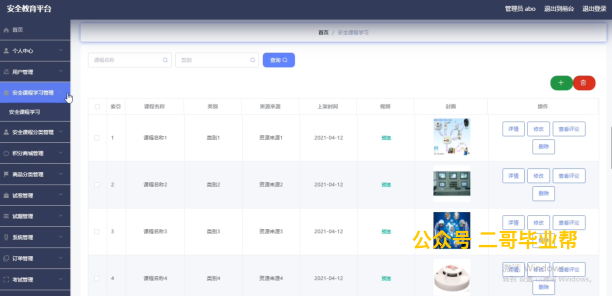 安全教育平台
管理员 abo 退出到前台 退出登录
首页
首页 / 安全课程学习
个人中心
课程名称 类别 查询
用户管理
安全课程学习管理
安全课程学习
索引 课程名称 类别 资源来源 上架时间 视频 封面 操作
安全课程分类管理
1 课程名称1 类别1 资源来源1 2021-04-12 详情 修改 查看评论
删除
积分商城管理
商品分类管理
2 课程名称2 类别2 资源来源2 2021-04-12 详情 修改 查看评论
删除
试卷管理
试题管理
3 课程名称3 类别3 资源来源3 2021-04-12 详情 修改 查看评论
系统管理
公众号 二哥毕业帮
订单管理
考试管理
4 课程名称4 类别4 资源来源4 2021-04-12 详情 修改 查看评论
删除
激活 Windows